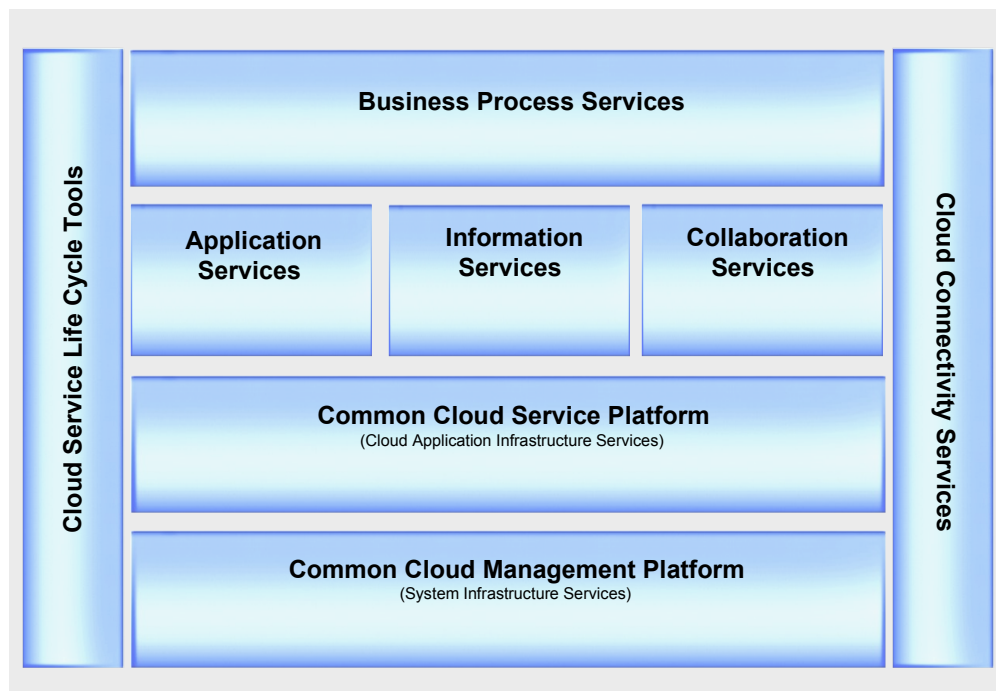 Cloud Service Life Cycle Tools
Business Process Services
Application
Services
Information
Services
Collaboration
Services
Common Cloud Service Platform
(Cloud Application Infrastructure Services)
Common Cloud Management Platform
(System Infrastructure Services)
Cloud Connectivity Services